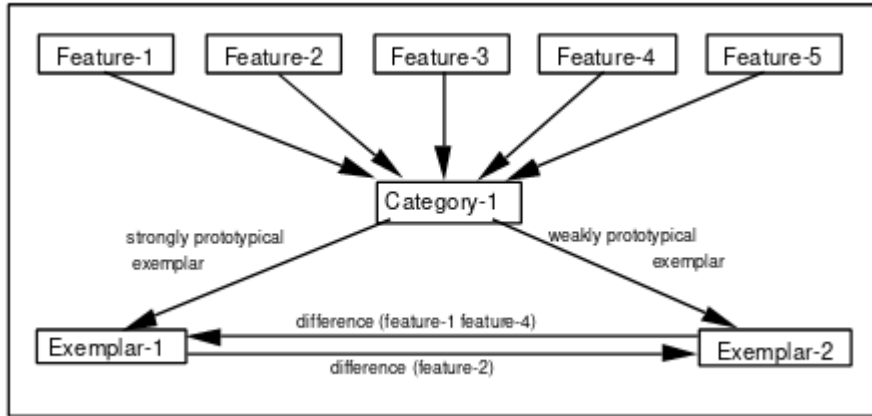 Feature-1
Feature-2
Feature-3
Feature-4
Feature-5
Category-1
strongly prototypical
exemplar
weakly prototypical
exemplar
difference (feature-1 feature-4)
Exemplar-1
Exemplar-2
difference (feature-2)